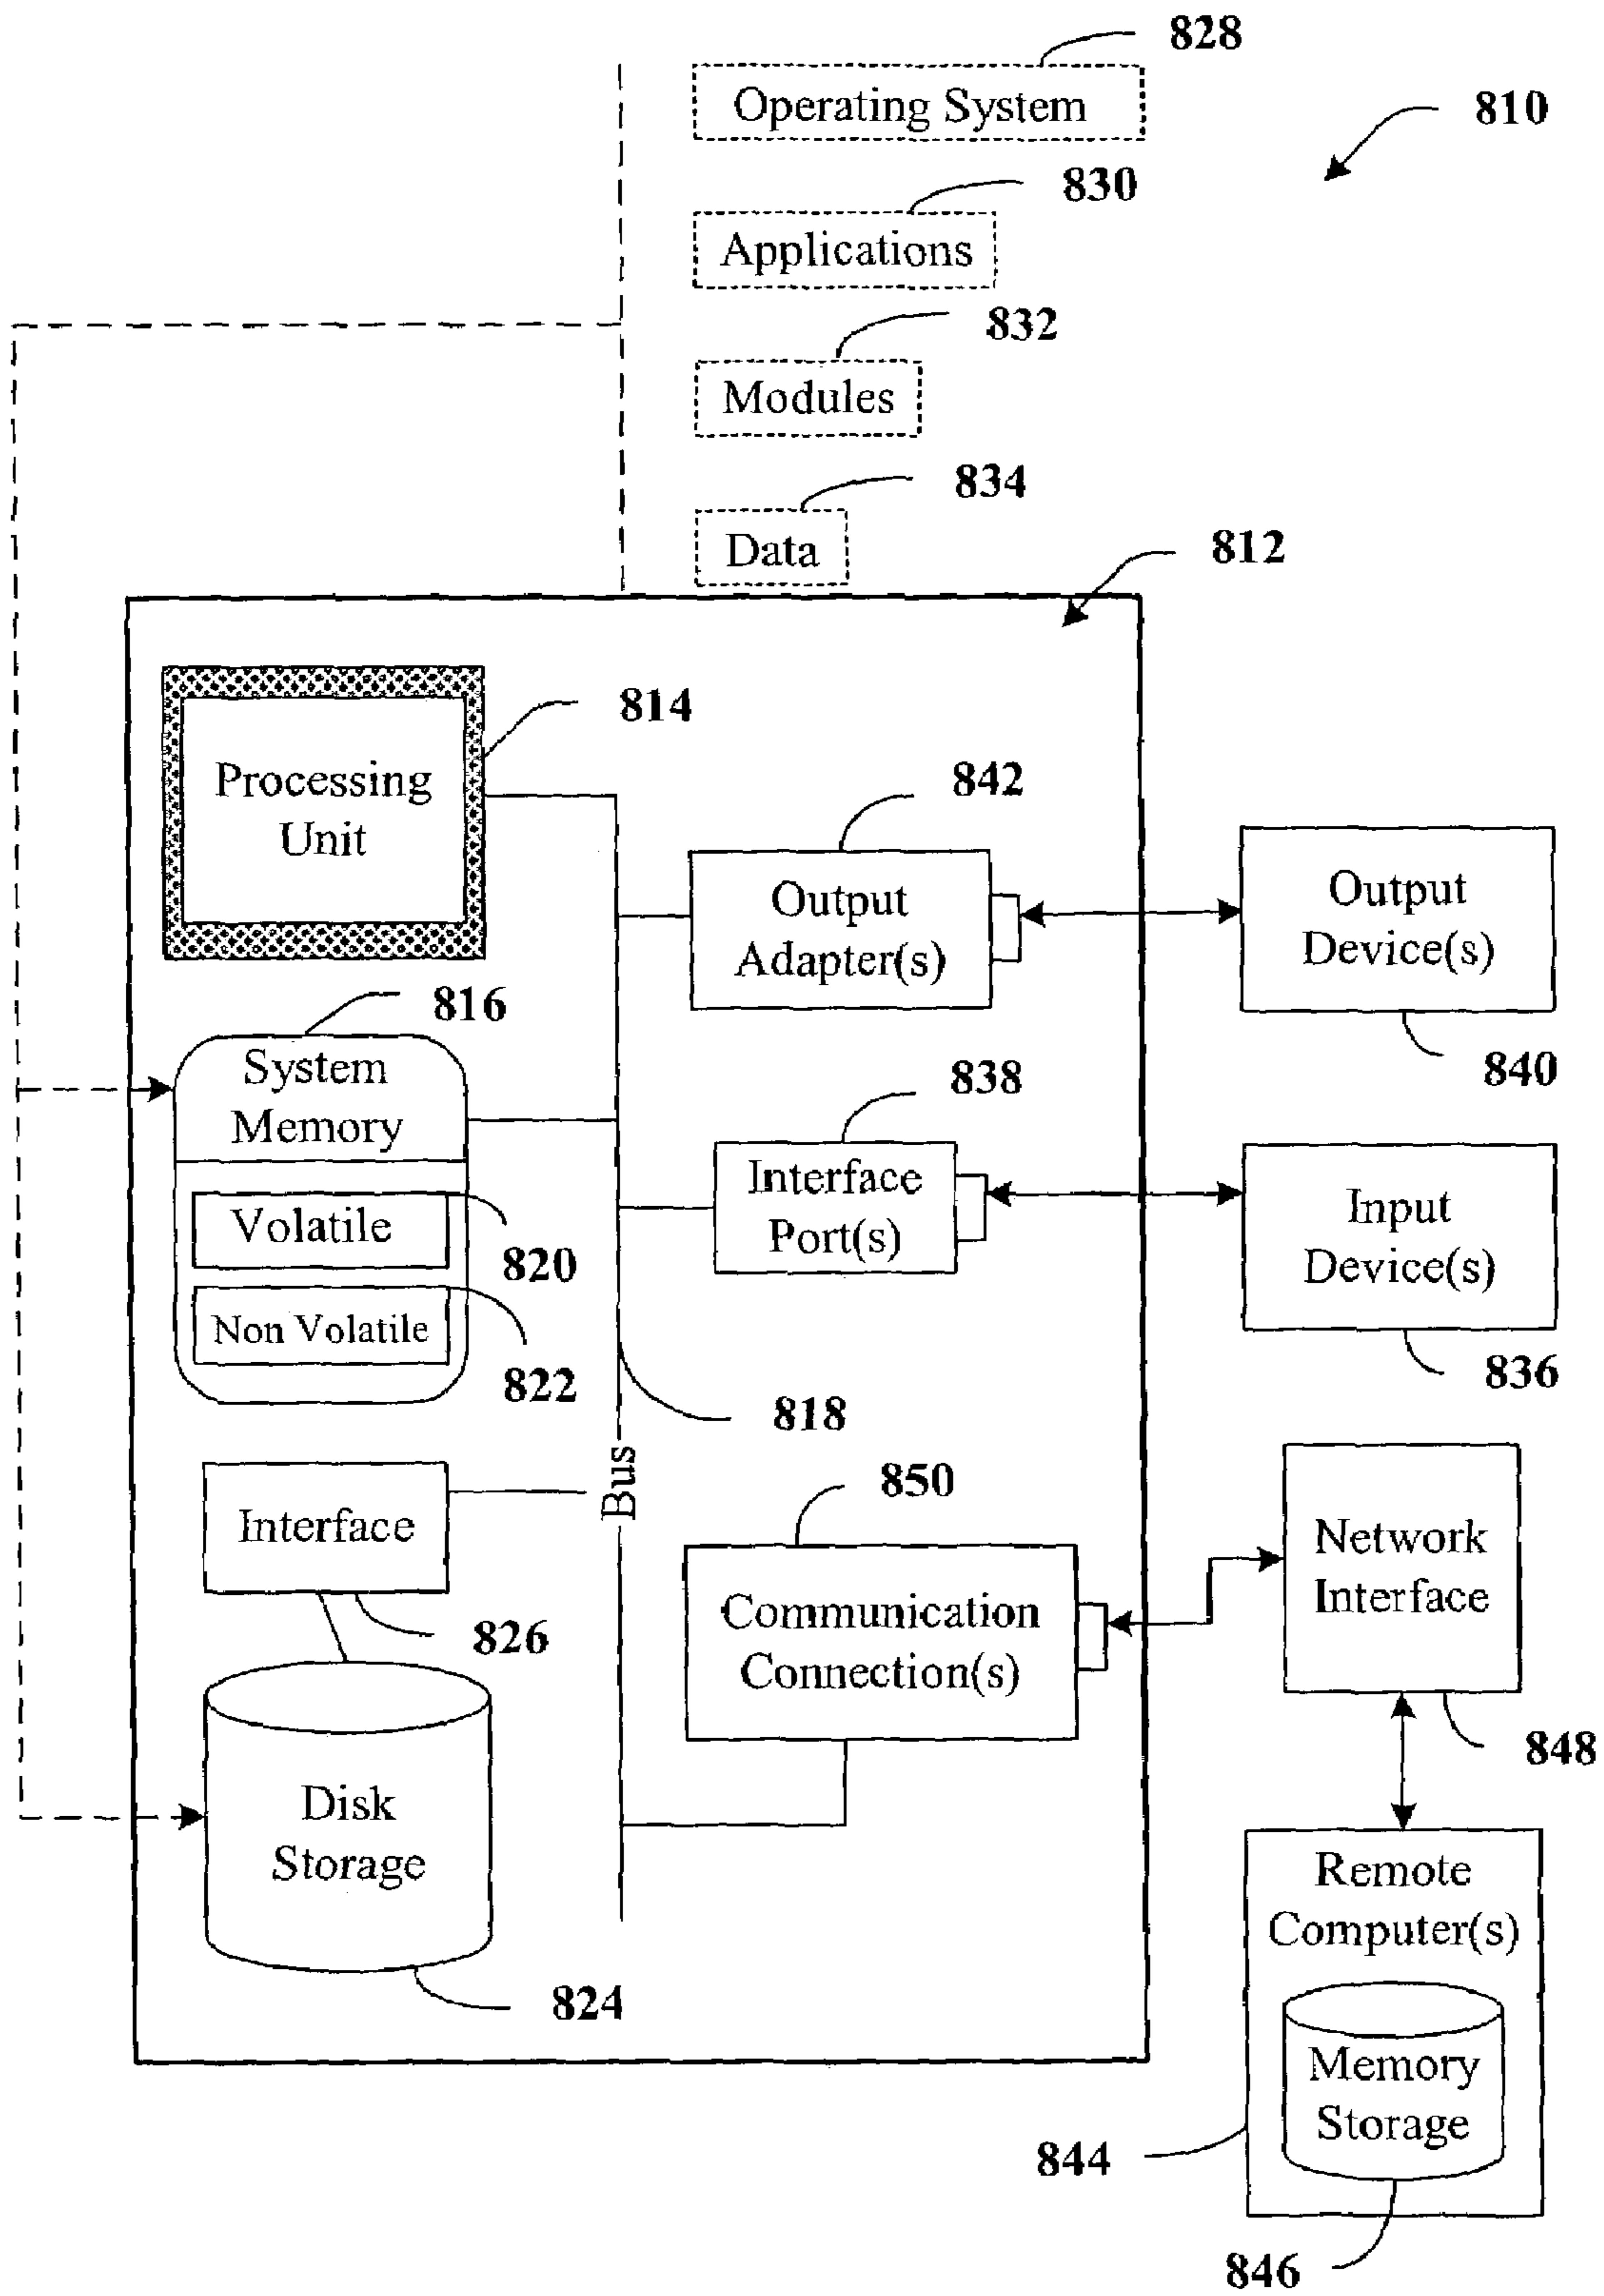 828
Operating System
810
830
Applications
832
Modules
834
Data
812
814
Processing
Unit
842
Output
Adapter(s)
Output
Device(s)
840
816
System
Memory
838
Interface
Port(s)
Input
Device(s)
836
Volatile
820
Non Volatile
822
818
Bus
Interface
826
850
Communication
Connection(s)
Network
Interface
848
Disk
Storage
824
Remote
Computer(s)
Memory
Storage
844
846